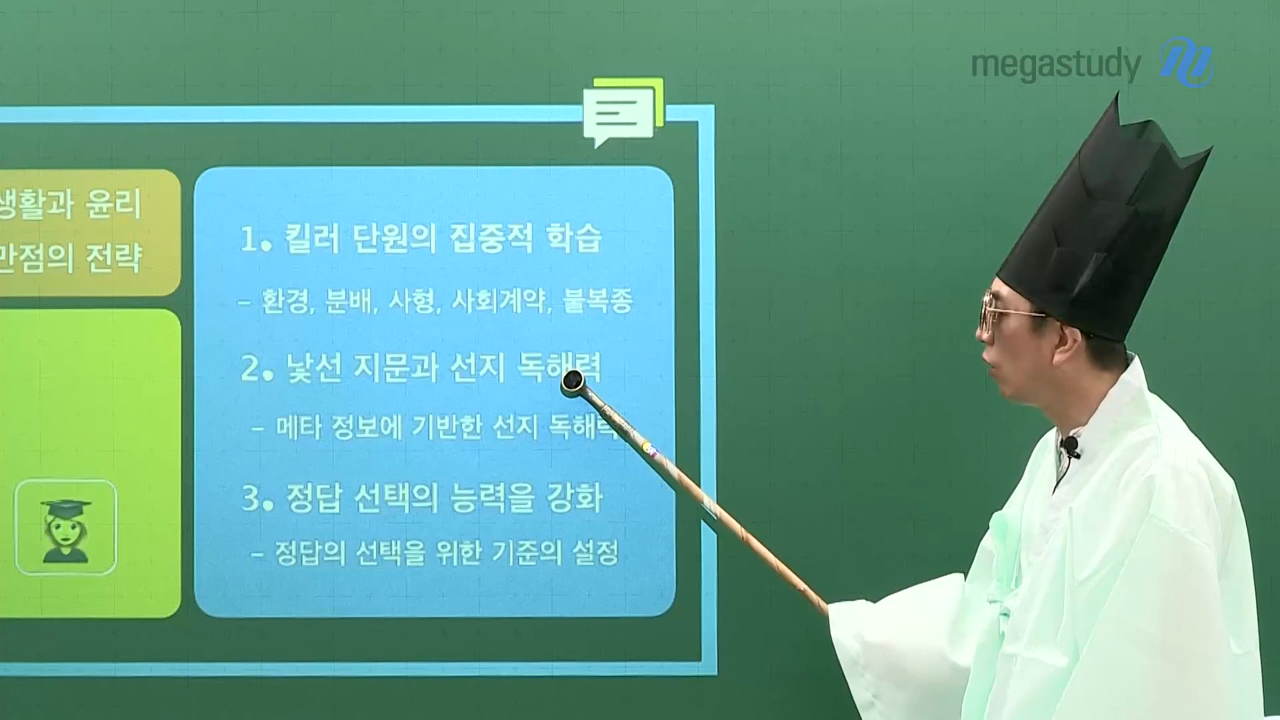 megastudy
생활과 윤리
만점의 전략
1. 킬러 단원의 집중적 학습
- 환경, 분배, 사형, 사회계약, 불복종
2. 낯선 지문과 선지 독해력
- 메타 정보에 기반한 선지 독해력
3. 정답 선택의 능력을 강화
- 정답의 선택을 위한 기준의 설정